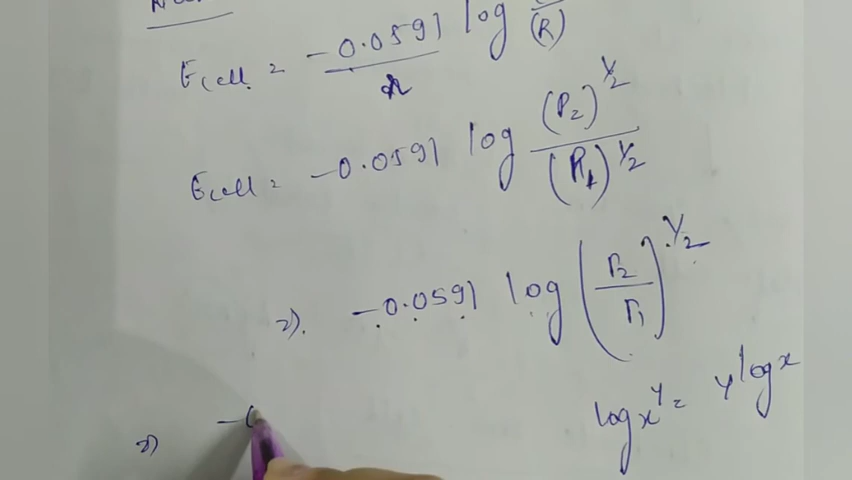 Ecell = -0.0591 / n log / (R)
Ecell = -0.0591 log (P2)^1/2 / (P1)^1/2
⇒ -0.0591 log (P2 / P1)^1/2
log x^y = y log x
⇒ -0